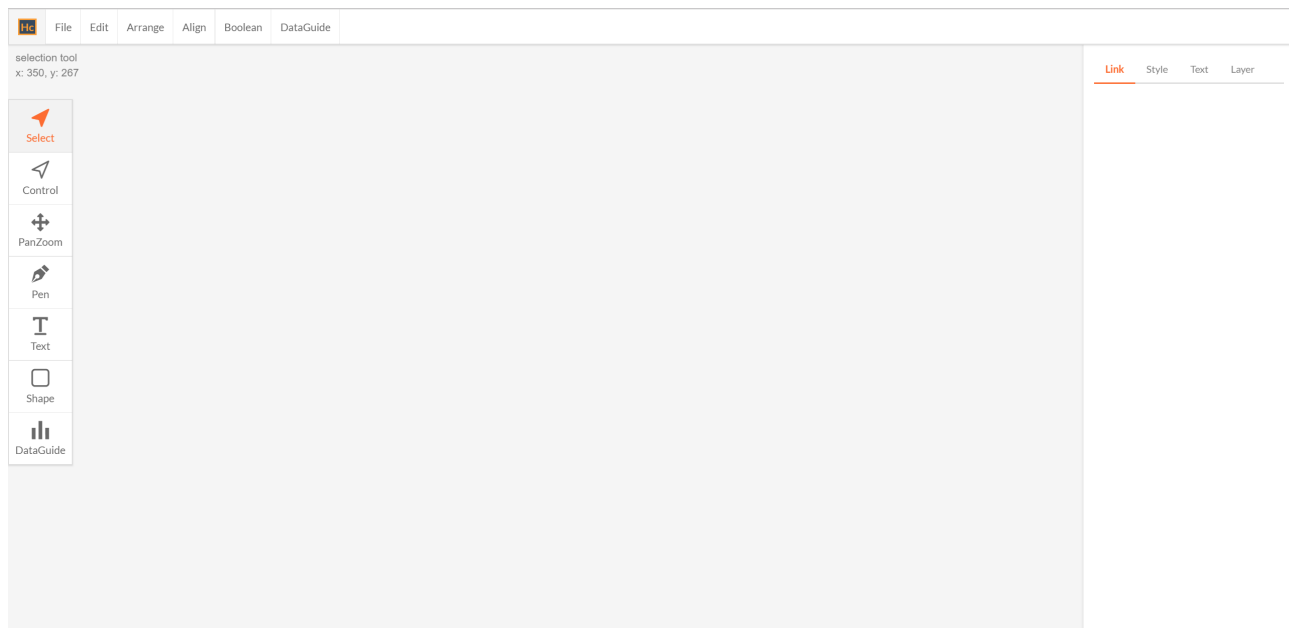 Hc File Edit Arrange Align Boolean DataGuide
selection tool
x: 350, y: 267
Link Style Text Layer
Select
Control
PanZoom
Pen
Text
Shape
DataGuide